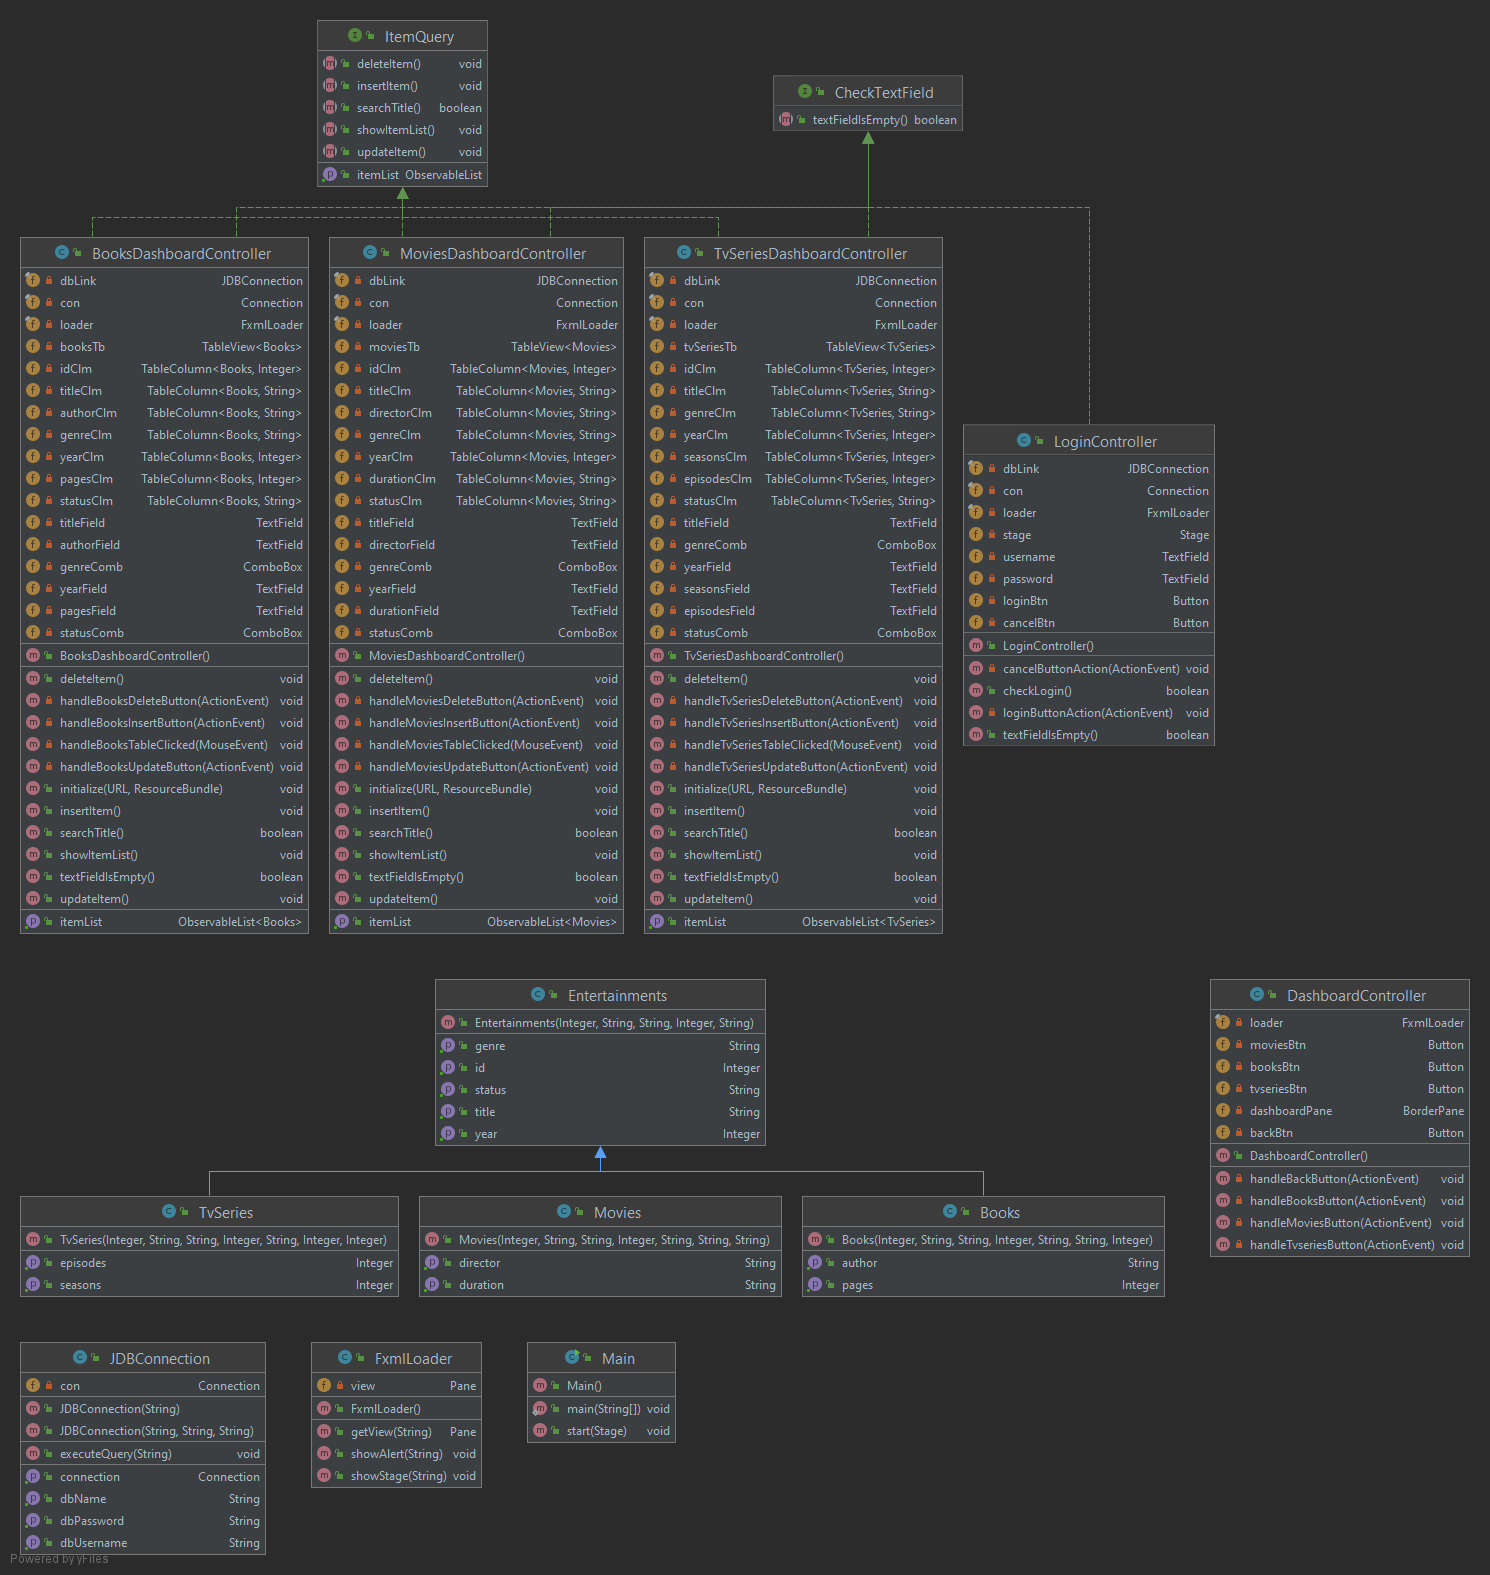 ItemQuery
deleteItem() void
insertItem() void
searchTitle() boolean
showItemList() void
updateItem() void
itemList ObservableList
CheckTextField
textFieldIsEmpty() boolean
BooksDashboardController
dbLink JDBConnection
con Connection
loader FxmlLoader
booksTb TableView<Books>
idClm TableColumn<Books, Integer>
titleClm TableColumn<Books, String>
authorClm TableColumn<Books, String>
genreClm TableColumn<Books, String>
yearClm TableColumn<Books, Integer>
pagesClm TableColumn<Books, Integer>
statusClm TableColumn<Books, String>
titleField TextField
authorField TextField
genreComb ComboBox
yearField TextField
pagesField TextField
statusComb ComboBox
BooksDashboardController()
deleteItem() void
handleBooksDeleteButton(ActionEvent) void
handleBooksInsertButton(ActionEvent) void
handleBooksTableClicked(MouseEvent) void
handleBooksUpdateButton(ActionEvent) void
initialize(URL, ResourceBundle) void
insertItem() void
searchTitle() boolean
showItemList() void
textFieldIsEmpty() boolean
updateItem() void
itemList ObservableList<Books>
MoviesDashboardController
dbLink JDBConnection
con Connection
loader FxmlLoader
moviesTb TableView<Movies>
idClm TableColumn<Movies, Integer>
titleClm TableColumn<Movies, String>
directorClm TableColumn<Movies, String>
genreClm TableColumn<Movies, String>
yearClm TableColumn<Movies, Integer>
durationClm TableColumn<Movies, String>
statusClm TableColumn<Movies, String>
titleField TextField
directorField TextField
genreComb ComboBox
yearField TextField
durationField TextField
statusComb ComboBox
MoviesDashboardController()
deleteItem() void
handleMoviesDeleteButton(ActionEvent) void
handleMoviesInsertButton(ActionEvent) void
handleMoviesTableClicked(MouseEvent) void
handleMoviesUpdateButton(ActionEvent) void
initialize(URL, ResourceBundle) void
insertItem() void
searchTitle() boolean
showItemList() void
textFieldIsEmpty() boolean
updateItem() void
itemList ObservableList<Movies>
TvSeriesDashboardController
dbLink JDBConnection
con Connection
loader FxmlLoader
tvSeriesTb TableView<TvSeries>
idClm TableColumn<TvSeries, Integer>
titleClm TableColumn<TvSeries, String>
genreClm TableColumn<TvSeries, String>
yearClm TableColumn<TvSeries, Integer>
seasonsClm TableColumn<TvSeries, Integer>
episodesClm TableColumn<TvSeries, Integer>
statusClm TableColumn<TvSeries, String>
titleField TextField
genreComb ComboBox
yearField TextField
seasonsField TextField
episodesField TextField
statusComb ComboBox
TvSeriesDashboardController()
deleteItem() void
handleTvSeriesDeleteButton(ActionEvent) void
handleTvSeriesInsertButton(ActionEvent) void
handleTvSeriesTableClicked(MouseEvent) void
handleTvSeriesUpdateButton(ActionEvent) void
initialize(URL, ResourceBundle) void
insertItem() void
searchTitle() boolean
showItemList() void
textFieldIsEmpty() boolean
updateItem() void
itemList ObservableList<TvSeries>
LoginController
dbLink JDBConnection
con Connection
loader FxmlLoader
stage Stage
username TextField
password TextField
loginBtn Button
cancelBtn Button
LoginController()
cancelButtonAction(ActionEvent) void
checkLogin() boolean
loginButtonAction(ActionEvent) void
textFieldIsEmpty() boolean
Entertainments
Entertainments(Integer, String, String, Integer, String)
genre String
id Integer
status String
title String
year Integer
DashboardController
loader FxmlLoader
moviesBtn Button
booksBtn Button
tvseriesBtn Button
dashboardPane BorderPane
backBtn Button
DashboardController()
handleBackButton(ActionEvent) void
handleBooksButton(ActionEvent) void
handleMoviesButton(ActionEvent) void
handleTvseriesButton(ActionEvent) void
TvSeries
TvSeries(Integer, String, String, Integer, String, Integer, Integer)
episodes Integer
seasons Integer
Movies
Movies(Integer, String, String, Integer, String, String, String)
director String
duration String
Books
Books(Integer, String, String, Integer, String, String, Integer)
author String
pages Integer
JDBConnection
con Connection
JDBConnection(String)
JDBConnection(String, String, String)
executeQuery(String) void
connection Connection
dbName String
dbPassword String
dbUsername String
FxmlLoader
view Pane
FxmlLoader()
getView(String) Pane
showAlert(String) void
showStage(String) void
Main
Main()
main(String[]) void
start(Stage) void
Powered by yFiles